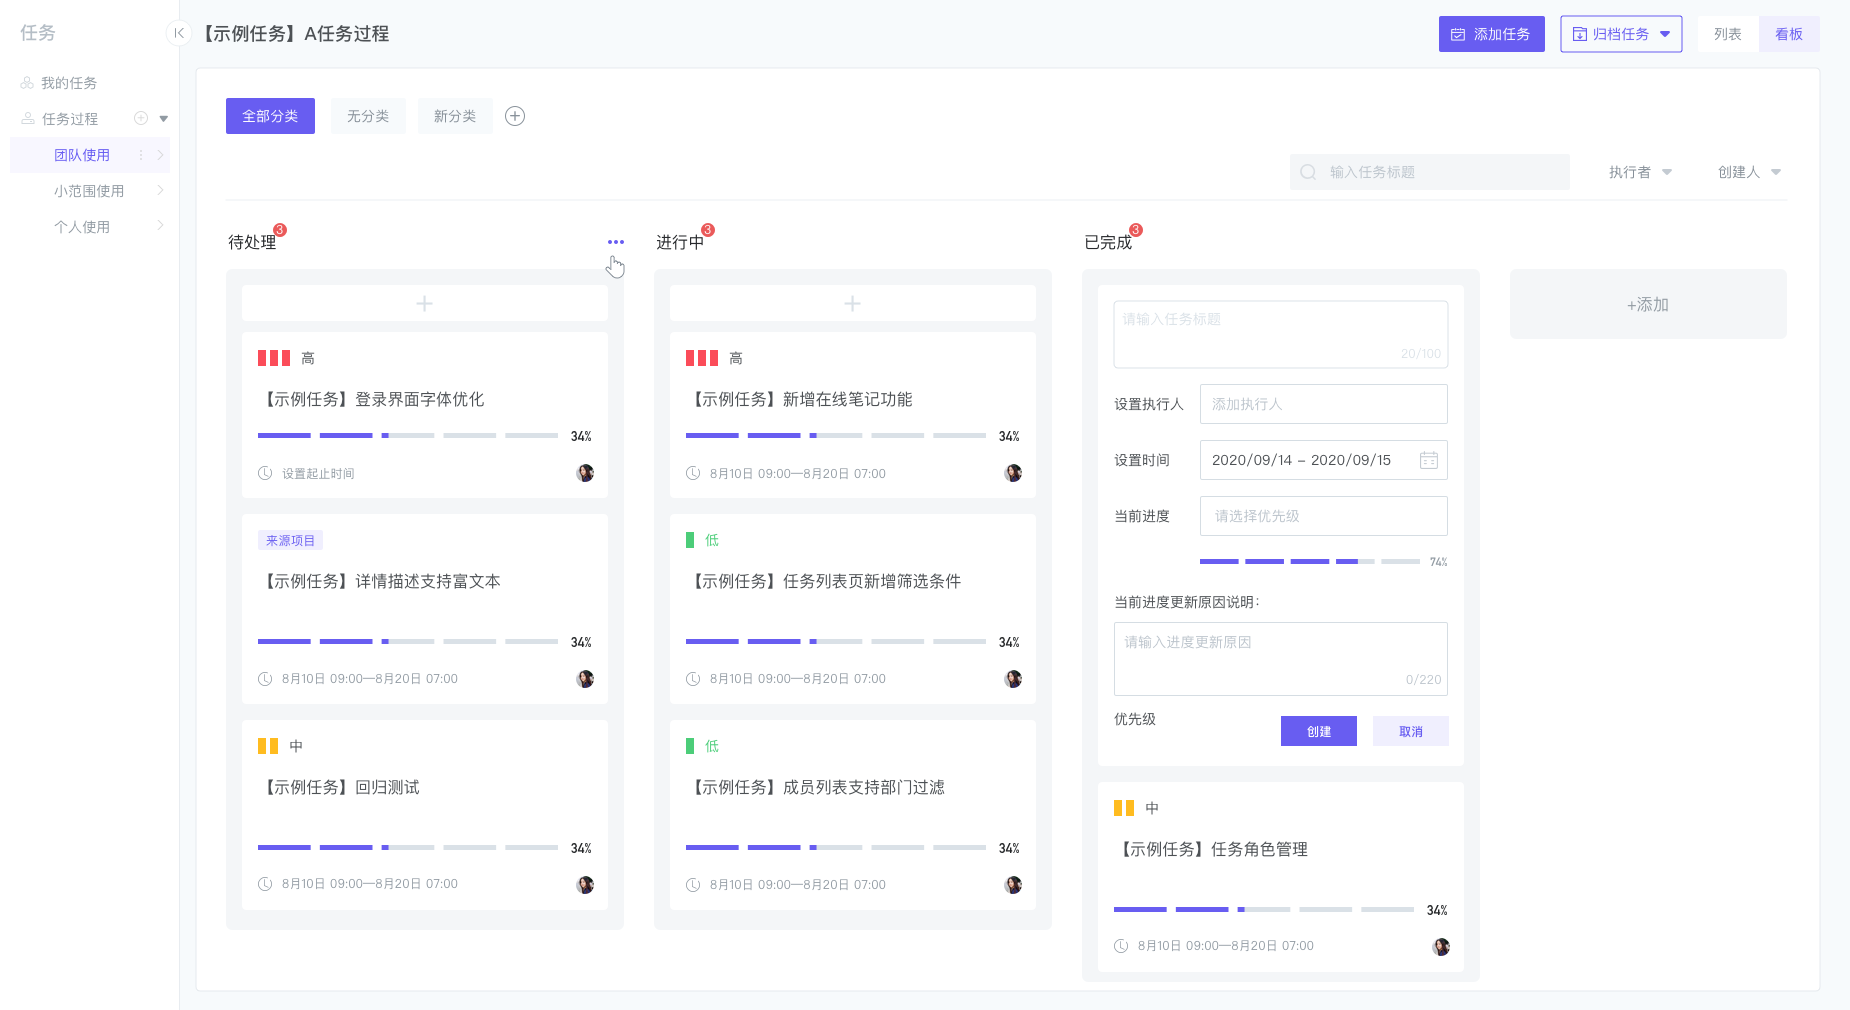 任务
【示例任务】A任务过程
添加任务
归档任务
列表
看板
我的任务
任务过程
团队使用
小范围使用
个人使用
全部分类
无分类
新分类
输入任务标题
执行者
创建人
待处理
3
进行中
3
已完成
3
高
【示例任务】登录界面字体优化
34%
设置起止时间
来源项目
【示例任务】详情描述支持富文本
34%
8月10日 09:00—8月20日 07:00
中
【示例任务】回归测试
34%
8月10日 09:00—8月20日 07:00
高
【示例任务】新增在线笔记功能
34%
8月10日 09:00—8月20日 07:00
低
【示例任务】任务列表页新增筛选条件
34%
8月10日 09:00—8月20日 07:00
低
【示例任务】成员列表支持部门过滤
34%
8月10日 09:00—8月20日 07:00
请输入任务标题
20/100
设置执行人
添加执行人
设置时间
2020/09/14 – 2020/09/15
当前进度
请选择优先级
74%
当前进度更新原因说明：
请输入进度更新原因
0/220
优先级
创建
取消
中
【示例任务】任务角色管理
34%
8月10日 09:00—8月20日 07:00
+添加